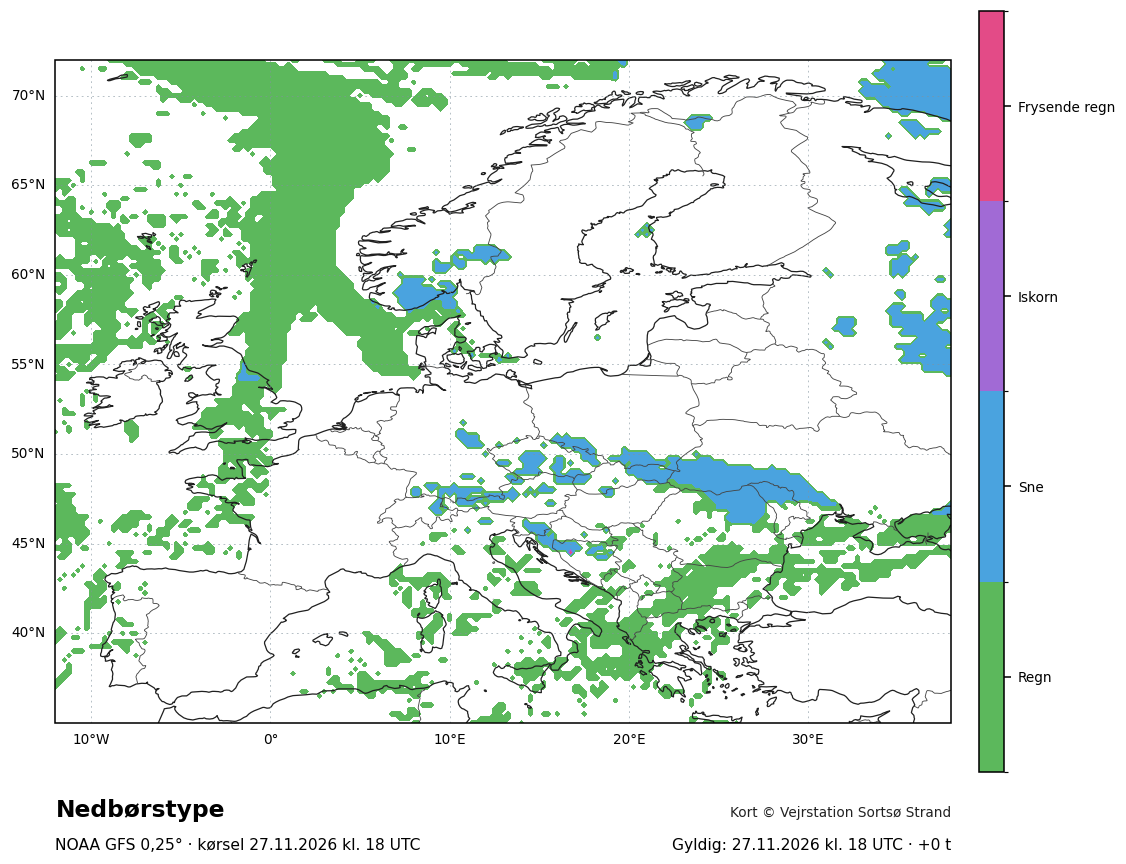 70°N
65°N
60°N
55°N
50°N
45°N
40°N
10°W
0°
10°E
20°E
30°E
Frysende regn
Iskorn
Sne
Regn
Nedbørstype
Kort © Vejrstation Sortsø Strand
NOAA GFS 0,25° · kørsel 27.11.2026 kl. 18 UTC
Gyldig: 27.11.2026 kl. 18 UTC · +0 t